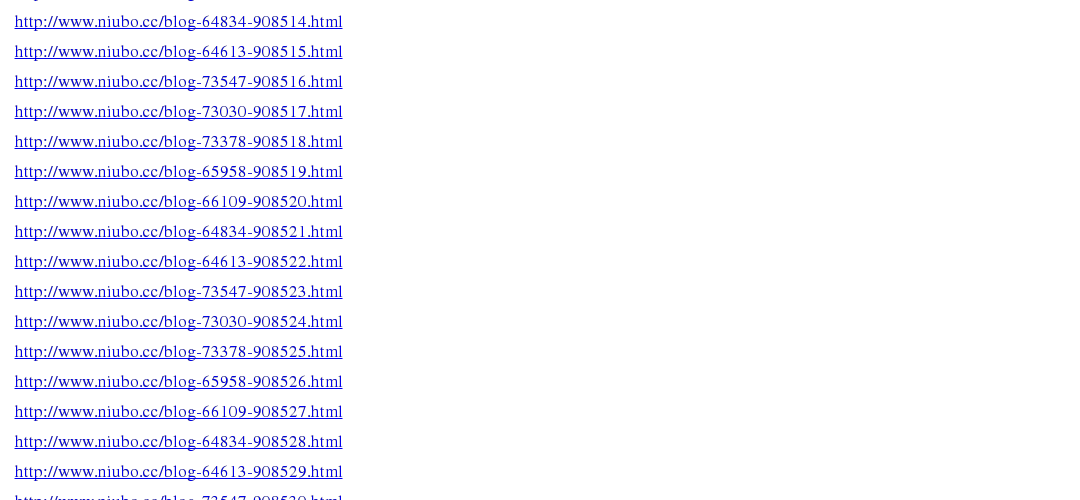 http://www.niubo.cc/blog-64834-908514.html
http://www.niubo.cc/blog-64613-908515.html
http://www.niubo.cc/blog-73547-908516.html
http://www.niubo.cc/blog-73030-908517.html
http://www.niubo.cc/blog-73378-908518.html
http://www.niubo.cc/blog-65958-908519.html
http://www.niubo.cc/blog-66109-908520.html
http://www.niubo.cc/blog-64834-908521.html
http://www.niubo.cc/blog-64613-908522.html
http://www.niubo.cc/blog-73547-908523.html
http://www.niubo.cc/blog-73030-908524.html
http://www.niubo.cc/blog-73378-908525.html
http://www.niubo.cc/blog-65958-908526.html
http://www.niubo.cc/blog-66109-908527.html
http://www.niubo.cc/blog-64834-908528.html
http://www.niubo.cc/blog-64613-908529.html